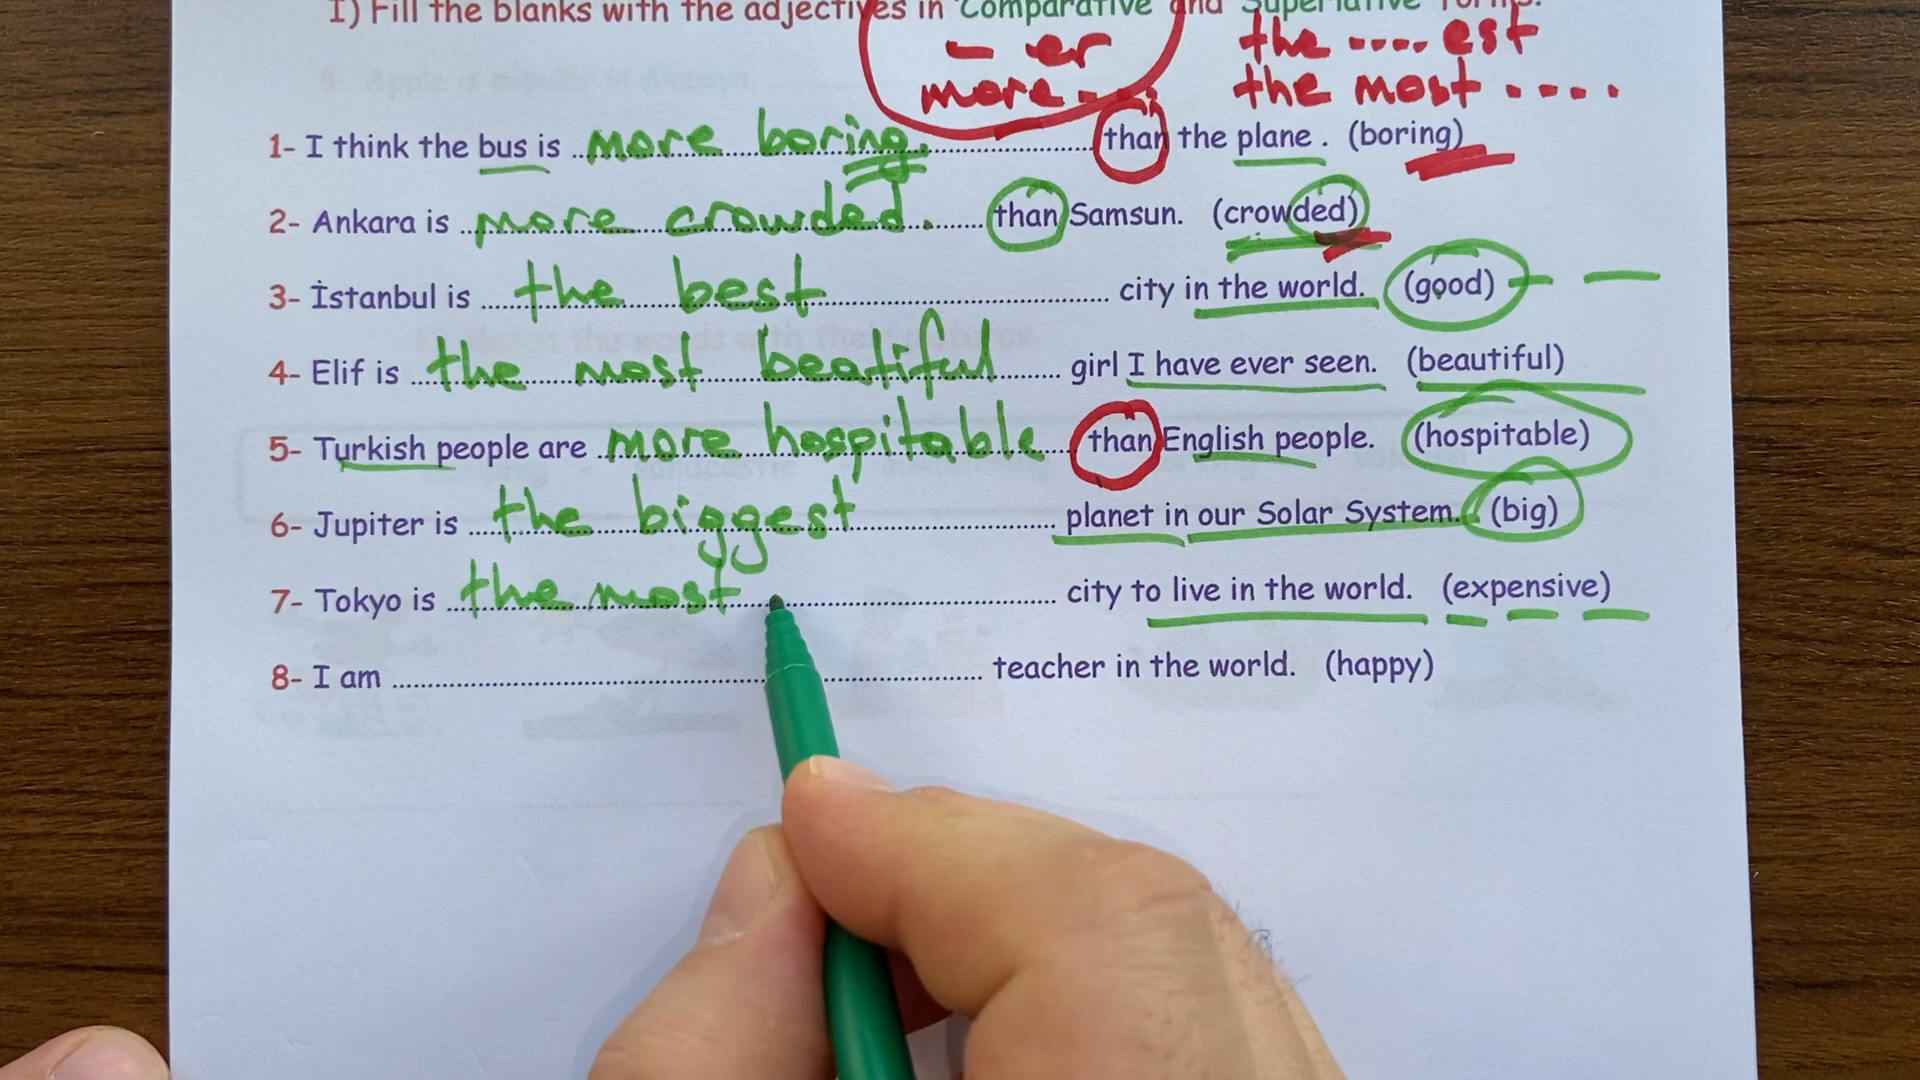 I) Fill the blanks with the adjectives in Comparative and Superlative forms.
- er the .... est
more.... the most ....
1- I think the bus is more boring. than the plane . (boring)
2- Ankara is more crowded. than Samsun. (crowded)
3- İstanbul is the best city in the world. (good)
4- Elif is the most beatiful girl I have ever seen. (beautiful)
5- Turkish people are more hospitable than English people. (hospitable)
6- Jupiter is the biggest planet in our Solar System. (big)
7- Tokyo is the most city to live in the world. (expensive)
8- I am teacher in the world. (happy)